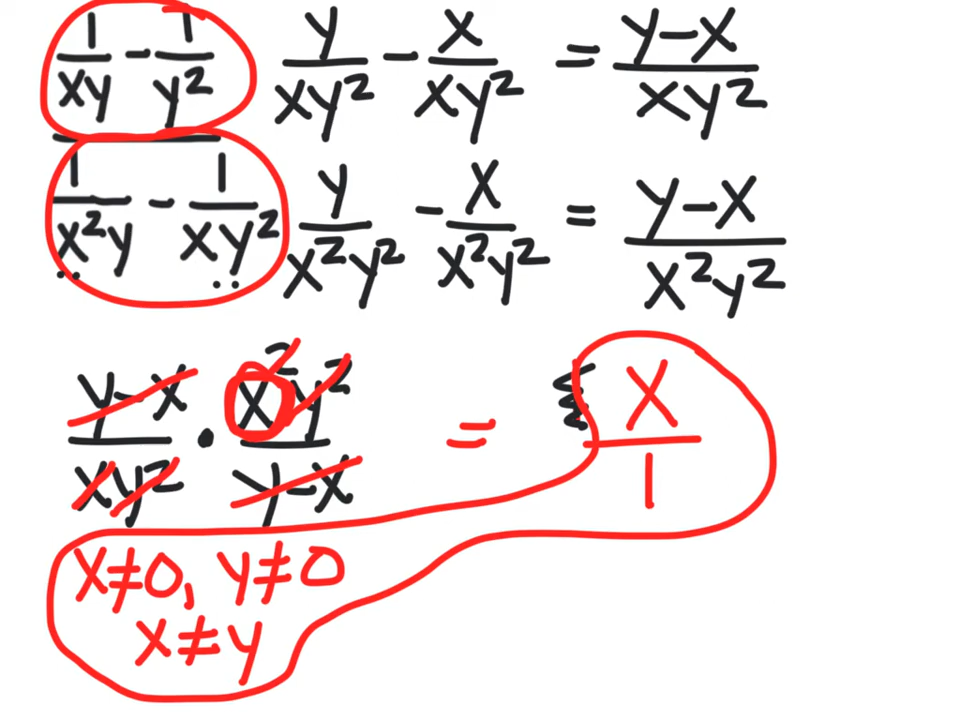 1/xy - 1/y² y/xy² - x/xy² = y-x/xy²
1/x²y - 1/xy² y/x²y² - x/x²y² = y-x/x²y²
y-x/xy² · x²y²/y-x = x/1
x≠0, y≠0
x≠y